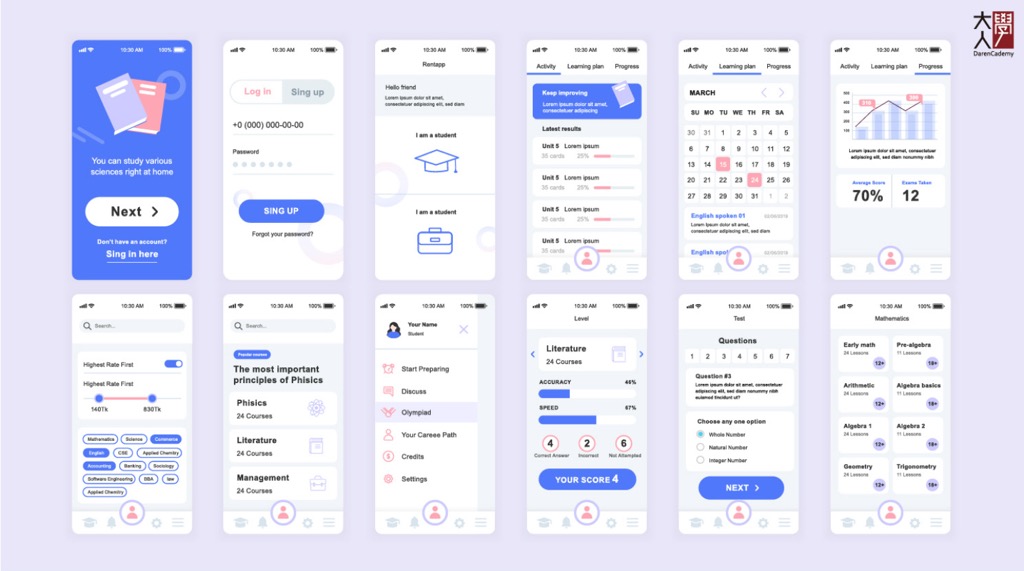 大學人
DarenCademy
10:30 AM 100%
You can study various
sciences right at home
Next
Don't have an account?
Sing in here
10:30 AM 100%
Log in Sing up
+0 (000) 000-00-00
Password
SING UP
Forgot your password?
10:30 AM 100%
Rentapp
Hello friend
Lorem ipsum dolor sit amet,
consectetuer adipiscing elit, sed diam
I am a student
I am a student
10:30 AM 100%
Activity Learning plan Progress
Keep improving
Lorem ipsum dolor sit amet,
consectetuer adipiscing
Latest results
Unit 5 Lorem ipsum
35 cards 25%
Unit 5 Lorem ipsum
35 cards 25%
Unit 5 Lorem ipsum
35 cards 25%
Unit 5 Lorem ipsum
35 cards 25%
10:30 AM 100%
Activity Learning plan Progress
MARCH
SU MO TU WE TH FR SA
30 31 1 2 3 4 5
6 7 8 9 10 11 12
13 14 15 16 17 18 19
20 21 22 23 24 25 26
27 28 29 30 31 1 2
English spoken 01
Lorem ipsum dolor sit amet,
consectetuer adipiscing elit, sed diam
English spo
10:30 AM 100%
Activity Learning plan Progress
500
400
300
200
100
Lorem ipsum dolor sit amet,
consectetuer adipiscing elit,
sed diam nonummy nibh
Average Score
70%
Exams Taken
12
10:30 AM 100%
Search...
Highest Rate First
Highest Rate First
140Tk 830Tk
Mathematics Science Commerce
English CSE Applied Chymestry
Accounting Banking Sociology
Software Engineering BBA law
Applied Chemistry
10:30 AM 100%
Search...
Popular courses
The most important
principles of Phisics
Phisics
24 Courses
Literature
24 Courses
Management
24 Courses
10:30 AM 100%
Your Name
Student
Start Preparing
Discuss
Olympiad
Your Careee Path
Credits
Settings
10:30 AM 100%
Level
Literature
24 Courses
ACCURACY 45%
SPEED 67%
4 2 6
Correct Answer Incorrect Not Attempted
YOUR SCORE 4
10:30 AM 100%
Test
Questions
1 2 3 4 5 6 7
Question #3
Lorem ipsum dolor sit amet, consectetuer
adipiscing elit, sed diam nonummy nibh
euismod tincidunt ut?
Choose any one option
Whole Number
Natural Number
Integer Number
NEXT
10:30 AM 100%
Mathematics
Early math
24 Lessons
12+
Pre-algebra
11 Lessons
18+
Arithmetic
24 Lessons
12+
Algebra basics
11 Lessons
18+
Algebra 1
24 Lessons
12+
Algebra 2
11 Lessons
18+
Geometry
24 Lessons
12+
Trigonometry
11 Lessons
18+